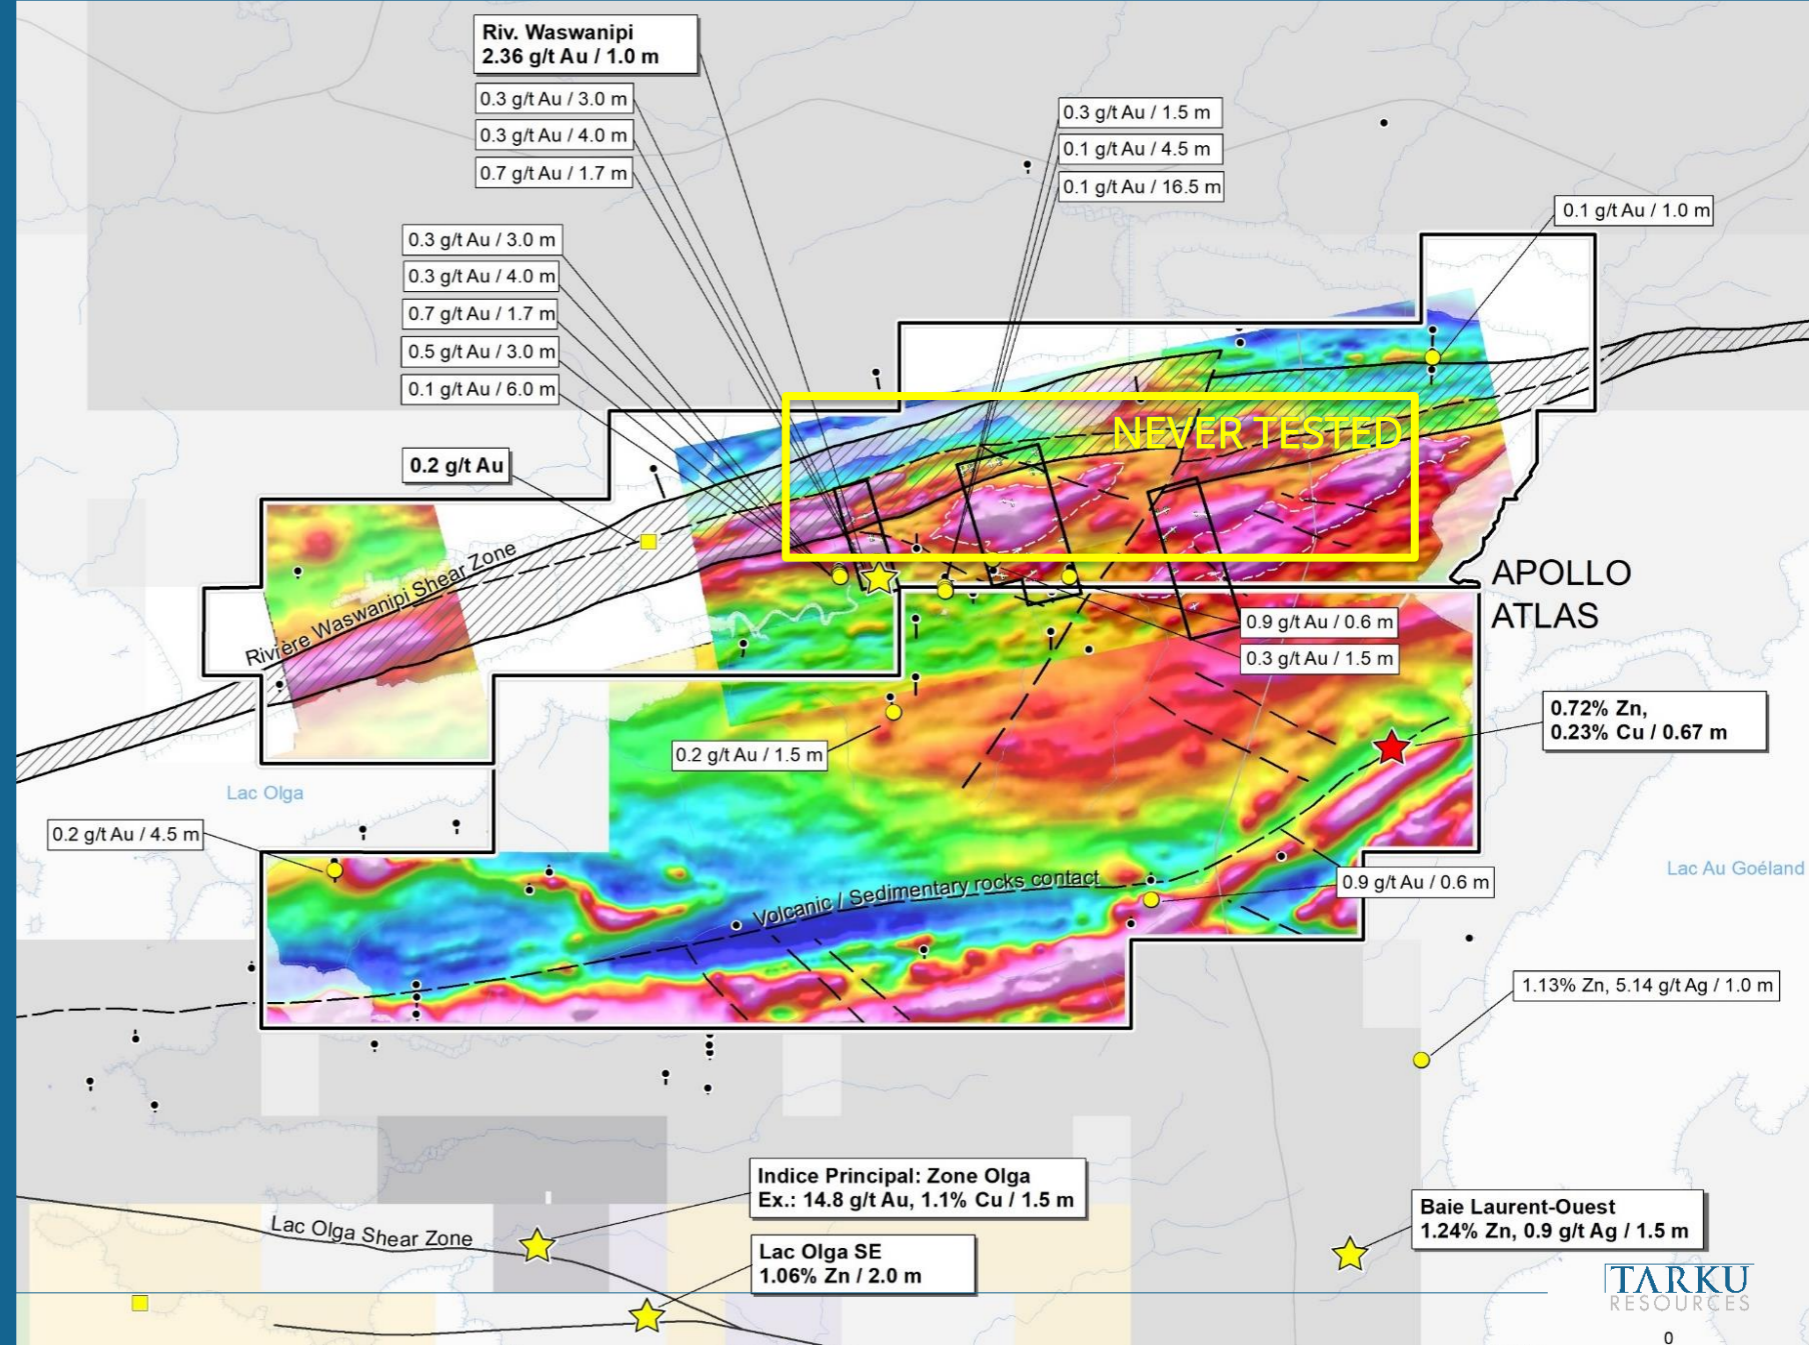 Riv. Waswanipi
2.36 g/t Au / 1.0 m
0.3 g/t Au / 3.0 m
0.3 g/t Au / 4.0 m
0.7 g/t Au / 1.7 m
0.3 g/t Au / 1.5 m
0.1 g/t Au / 4.5 m
0.1 g/t Au / 16.5 m
0.1 g/t Au / 1.0 m
0.3 g/t Au / 3.0 m
0.3 g/t Au / 4.0 m
0.7 g/t Au / 1.7 m
0.5 g/t Au / 3.0 m
0.1 g/t Au / 6.0 m
NEVER TESTED
0.2 g/t Au
Rivière Waswanipi Shear Zone
APOLLO
ATLAS
0.9 g/t Au / 0.6 m
0.3 g/t Au / 1.5 m
0.72% Zn,
0.23% Cu / 0.67 m
0.2 g/t Au / 1.5 m
Lac Olga
0.2 g/t Au / 4.5 m
Lac Au Goéland
0.9 g/t Au / 0.6 m
Volcanic / Sedimentary rocks contact
1.13% Zn, 5.14 g/t Ag / 1.0 m
Indice Principal: Zone Olga
Ex.: 14.8 g/t Au, 1.1% Cu / 1.5 m
Lac Olga Shear Zone
Baie Laurent-Ouest
1.24% Zn, 0.9 g/t Ag / 1.5 m
Lac Olga SE
1.06% Zn / 2.0 m
TARKU
RESOURCES
0